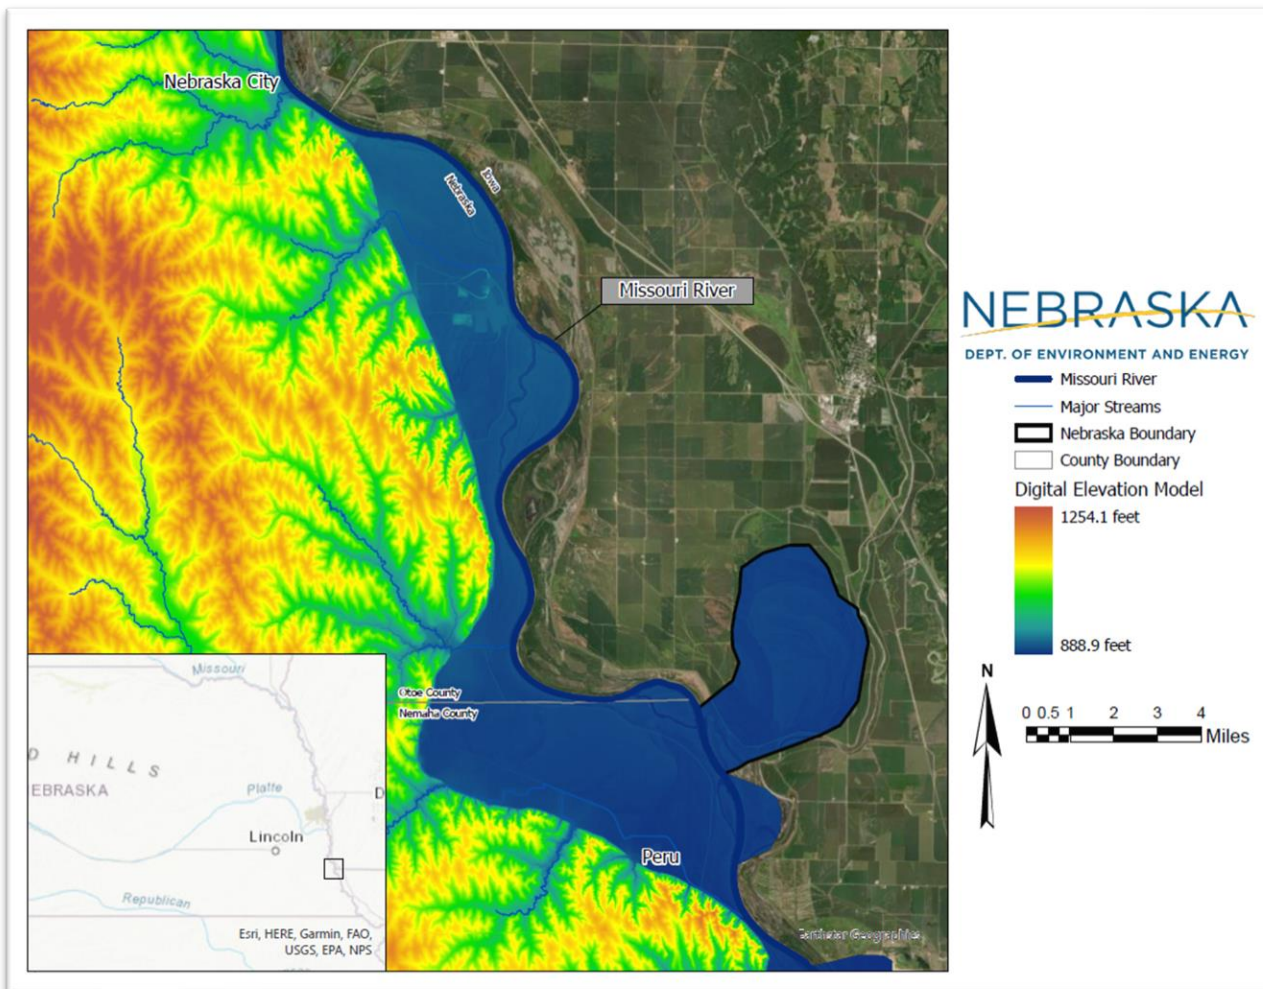 Nebraska City
Iowa
Nebraska
Missouri River
Otoe County
Nemaha County
Peru
Earthstar Geographics
Missouri
D HILLS
EBRASKA
Platte
D
Lincoln
Republican
Esri, HERE, Garmin, FAO,
USGS, EPA, NPS
NEBRASKA
DEPT. OF ENVIRONMENT AND ENERGY
Missouri River
Major Streams
Nebraska Boundary
County Boundary
Digital Elevation Model
1254.1 feet
888.9 feet
N
0 0.5 1 2 3 4
Miles